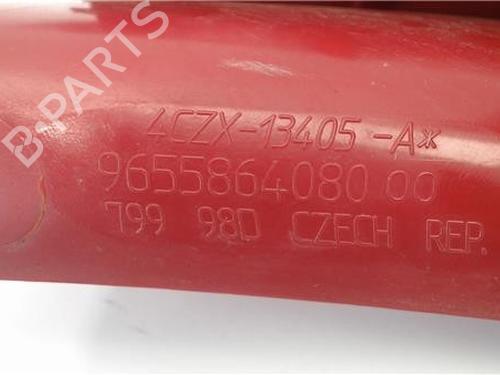 B-PARTS
4CZX-13405-A*
9655864080 00
799 98D CZECH REP.